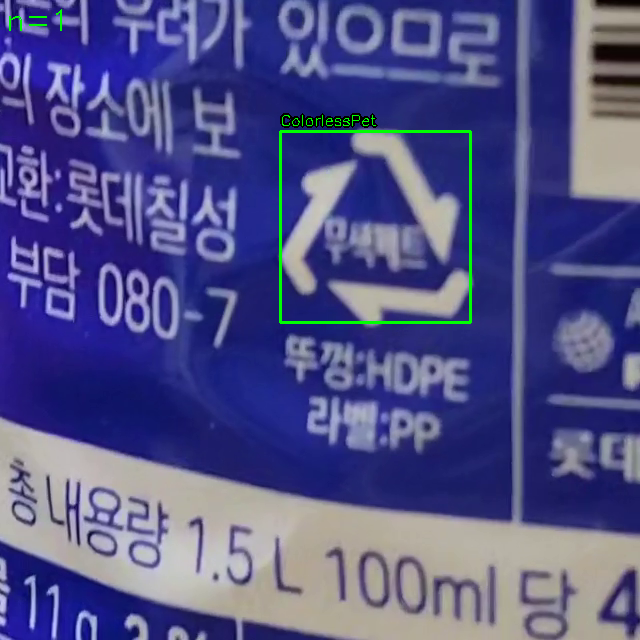 n=1
우려가 있으므로
의 장소에 보
교환:롯데칠성
부담 080-7
ColorlessPet
무색페트
뚜껑:HDPE
라벨:PP
롯데
총 내용량 1.5 L 100ml 당 4
11g